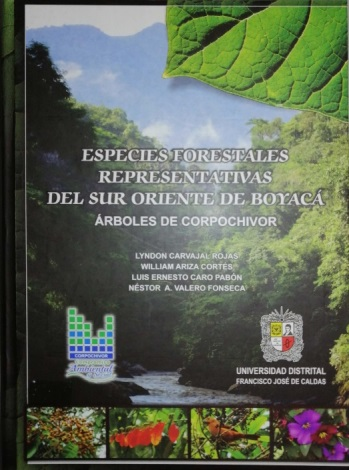 ESPECIES FORESTALES
REPRESENTATIVAS
DEL SUR ORIENTE DE BOYACÁ
ÁRBOLES DE CORPOCHIVOR
LYNDON CARVAJAL ROJAS
WILLIAM ARIZA CORTÉS
LUIS ERNESTO CARO PABÓN
NÉSTOR A. VALERO FONSECA
CORPOCHIVOR
Ambiental
UNIVERSIDAD DISTRITAL
FRANCISCO JOSÉ DE CALDAS